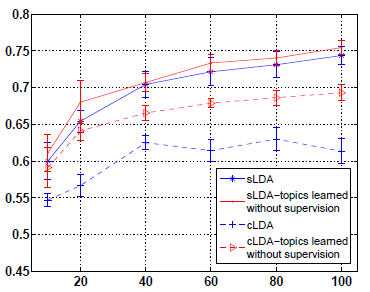 0.8
0.75
0.7
0.65
0.6
0.55
0.5
0.45
20
40
60
80
100
sLDA
sLDA-topics learned
without supervision
cLDA
cLDA-topics learned
without supervision